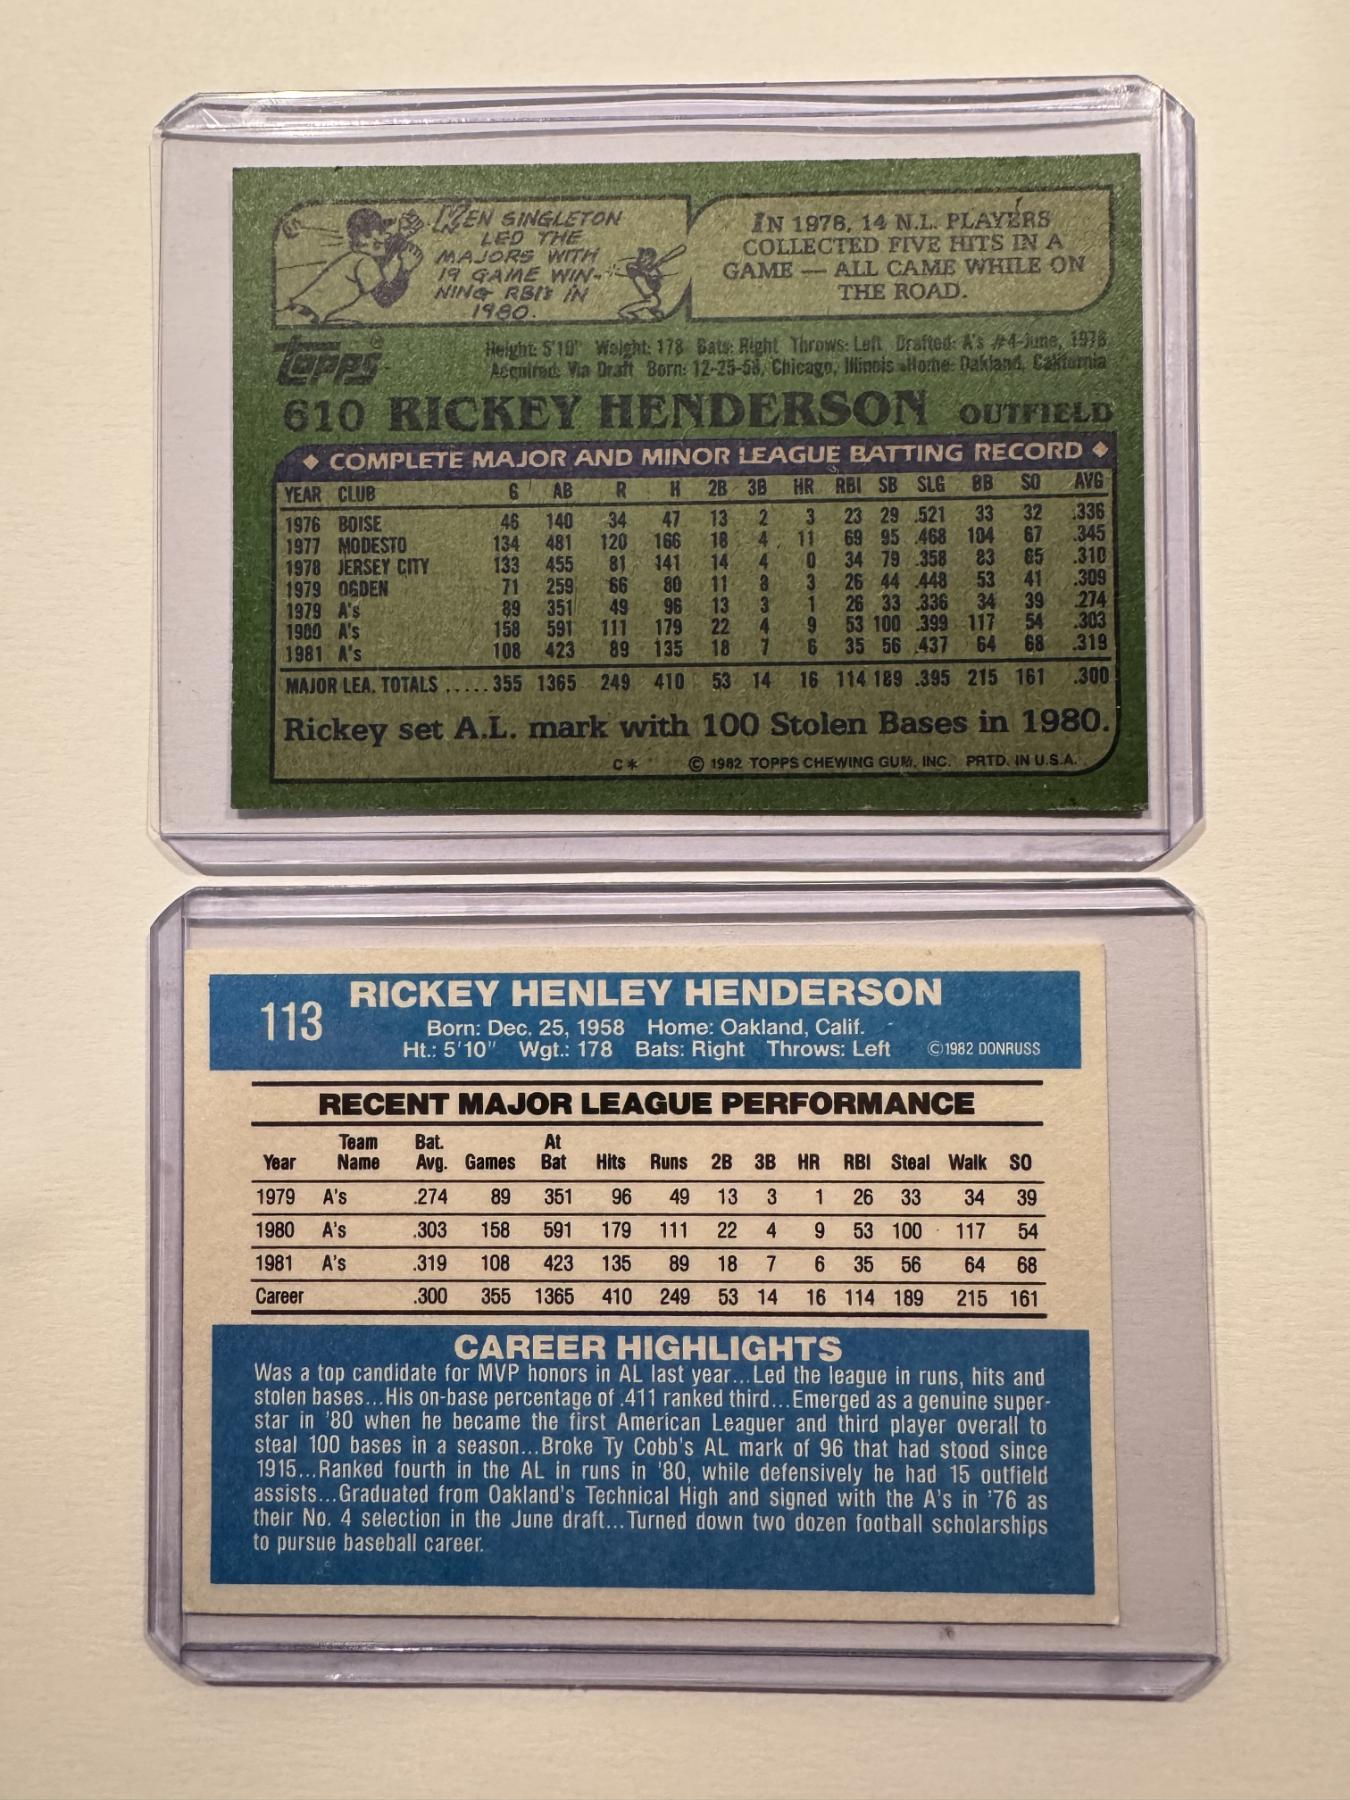 KEN SINGLETON
LED THE
MAJORS WITH
19 GAME WIN-
NING RBI's IN
1980.
IN 1976, 14 N.L. PLAYERS
COLLECTED FIVE HITS IN A
GAME — ALL CAME WHILE ON
THE ROAD.
Topps®
Height: 5'10" Weight: 178 Bats: Right Throws: Left Drafted: A's #4-June, 1976
Acquired: Via Draft Born: 12-25-58, Chicago, Illinois Home: Oakland, California
610 RICKEY HENDERSON OUTFIELD
◆ COMPLETE MAJOR AND MINOR LEAGUE BATTING RECORD ◆
YEAR CLUB G AB R H 2B 3B HR RBI SB SLG BB SO AVG
1976 BOISE 46 140 34 47 13 2 3 23 29 .521 33 32 .336
1977 MODESTO 134 481 120 166 18 4 11 69 95 .468 104 67 .345
1978 JERSEY CITY 133 455 81 141 14 4 0 34 79 .358 83 65 .310
1979 OGDEN 71 259 66 80 11 8 3 26 44 .448 53 41 .309
1979 A's 89 351 49 96 13 3 1 26 33 .336 34 39 .274
1980 A's 158 591 111 179 22 4 9 53 100 .399 117 54 .303
1981 A's 108 423 89 135 18 7 6 35 56 .437 64 68 .319
MAJOR LEA. TOTALS ..... 355 1365 249 410 53 14 16 114 189 .395 215 161 .300
Rickey set A.L. mark with 100 Stolen Bases in 1980.
C* © 1982 TOPPS CHEWING GUM, INC. PRTD. IN U.S.A.
113 RICKEY HENLEY HENDERSON
Born: Dec. 25, 1958 Home: Oakland, Calif.
Ht.: 5'10" Wgt.: 178 Bats: Right Throws: Left ©1982 DONRUSS
RECENT MAJOR LEAGUE PERFORMANCE
Team Bat. At
Year Name Avg. Games Bat Hits Runs 2B 3B HR RBI Steal Walk SO
1979 A's .274 89 351 96 49 13 3 1 26 33 34 39
1980 A's .303 158 591 179 111 22 4 9 53 100 117 54
1981 A's .319 108 423 135 89 18 7 6 35 56 64 68
Career .300 355 1365 410 249 53 14 16 114 189 215 161
CAREER HIGHLIGHTS
Was a top candidate for MVP honors in AL last year...Led the league in runs, hits and
stolen bases...His on-base percentage of .411 ranked third...Emerged as a genuine super-
star in '80 when he became the first American Leaguer and third player overall to
steal 100 bases in a season...Broke Ty Cobb's AL mark of 96 that had stood since
1915...Ranked fourth in the AL in runs in '80, while defensively he had 15 outfield
assists...Graduated from Oakland's Technical High and signed with the A's in '76 as
their No. 4 selection in the June draft...Turned down two dozen football scholarships
to pursue baseball career.